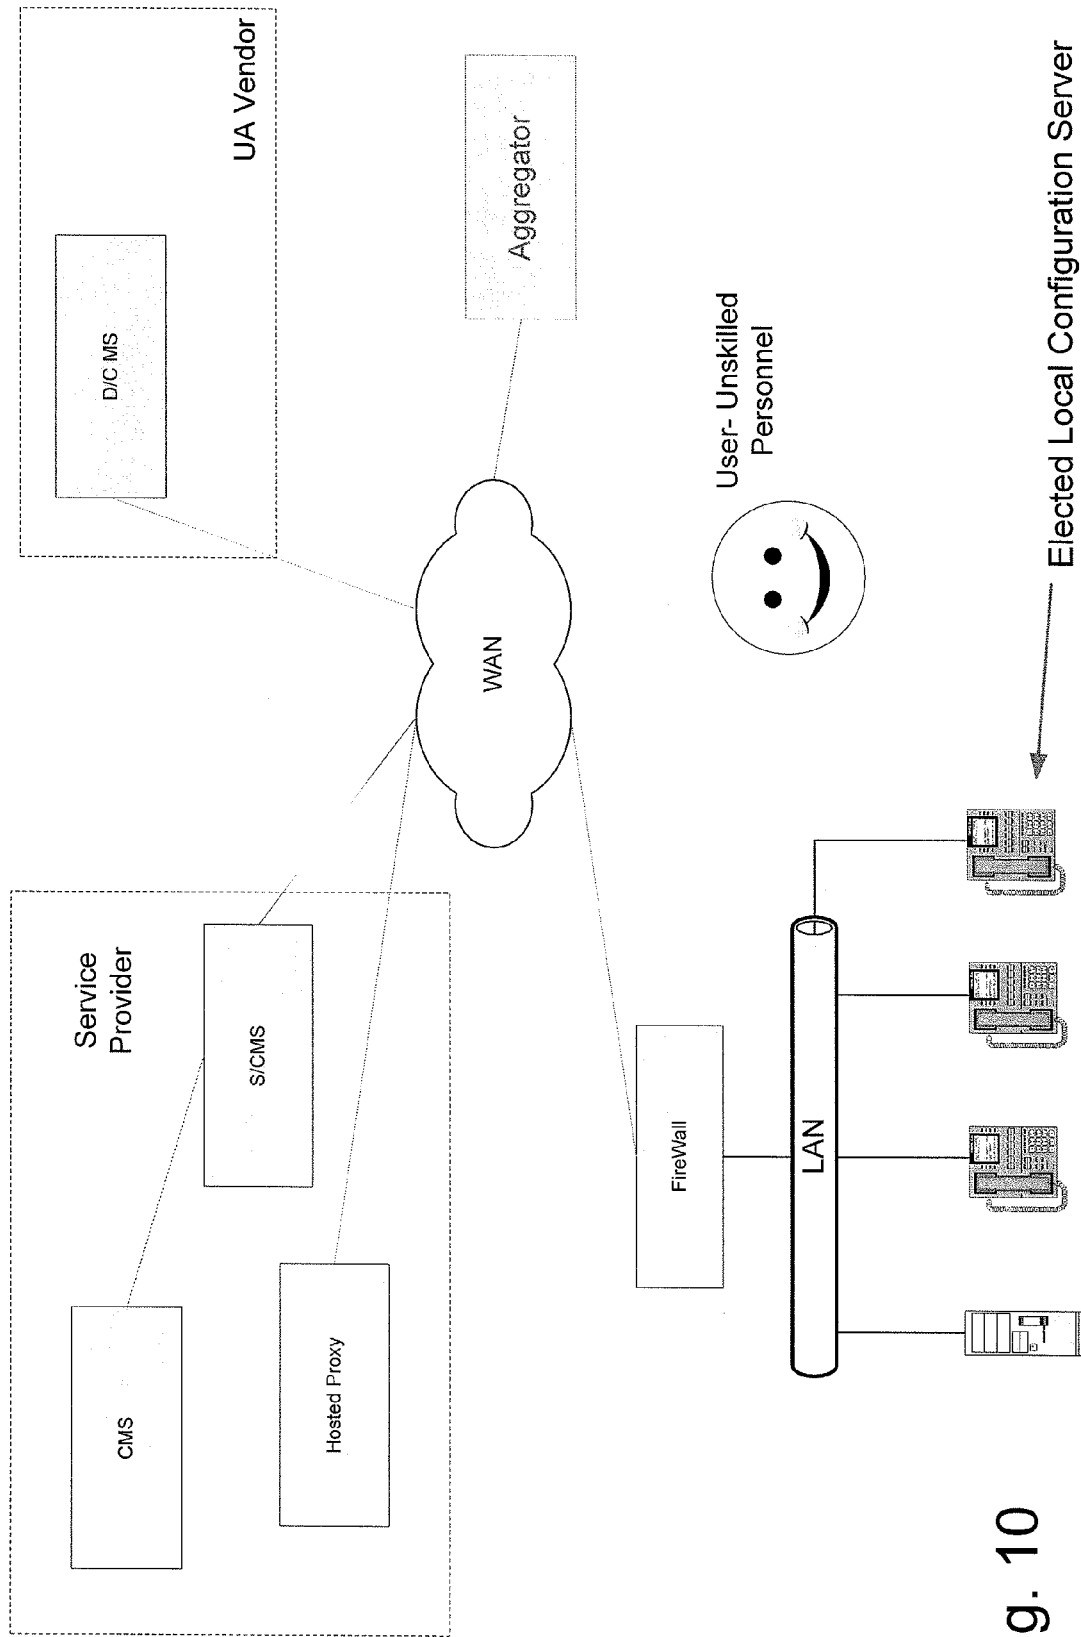 Service
Provider
CMS
S/CMS
Hosted Proxy
D/C MS
UA Vendor
WAN
Aggregator
FireWall
User- Unskilled
Personnel
LAN
Elected Local Configuration Server
g. 10